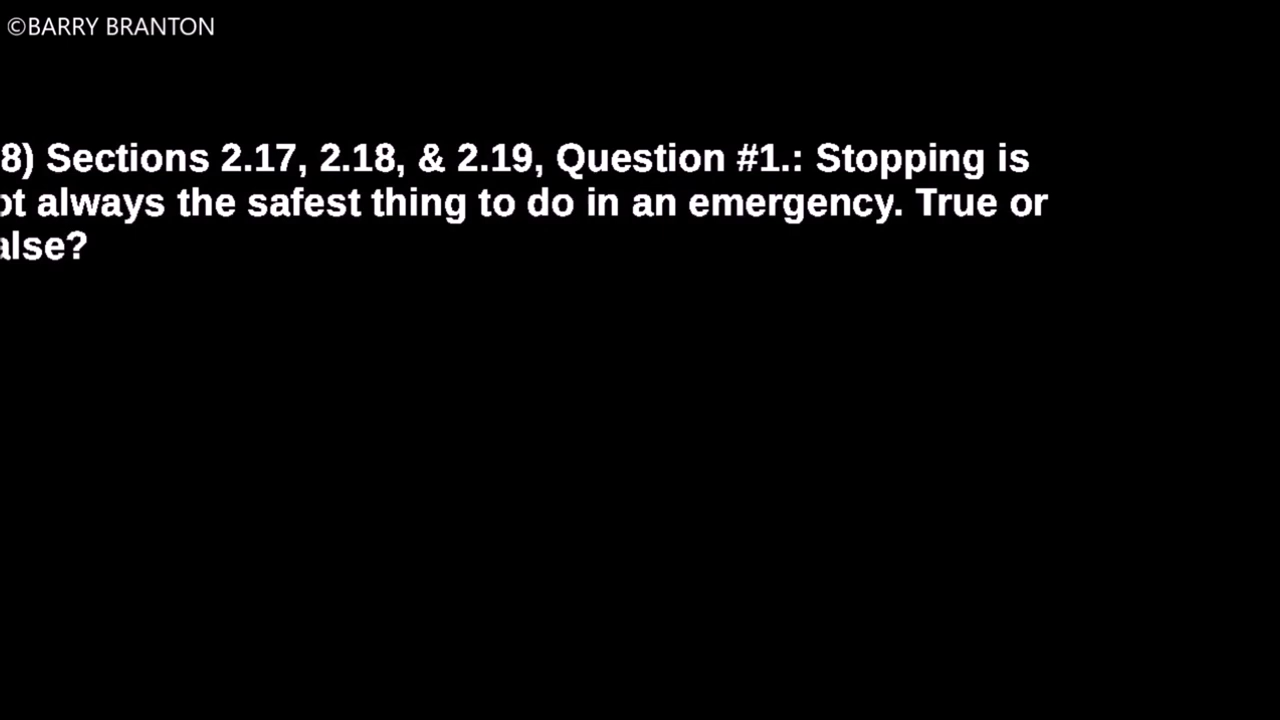 ©BARRY BRANTON
8) Sections 2.17, 2.18, & 2.19, Question #1.: Stopping is
ot always the safest thing to do in an emergency. True or
alse?